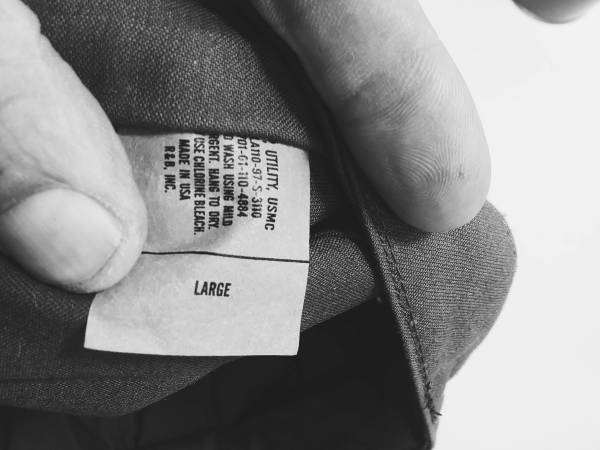 UTILITY, USMC
A110-97-S-3110
01-G1-110-4884
WASH USING MILD
RGENT. HANG TO DRY.
USE CHLORINE BLEACH.
MADE IN USA
R&B, INC.
LARGE